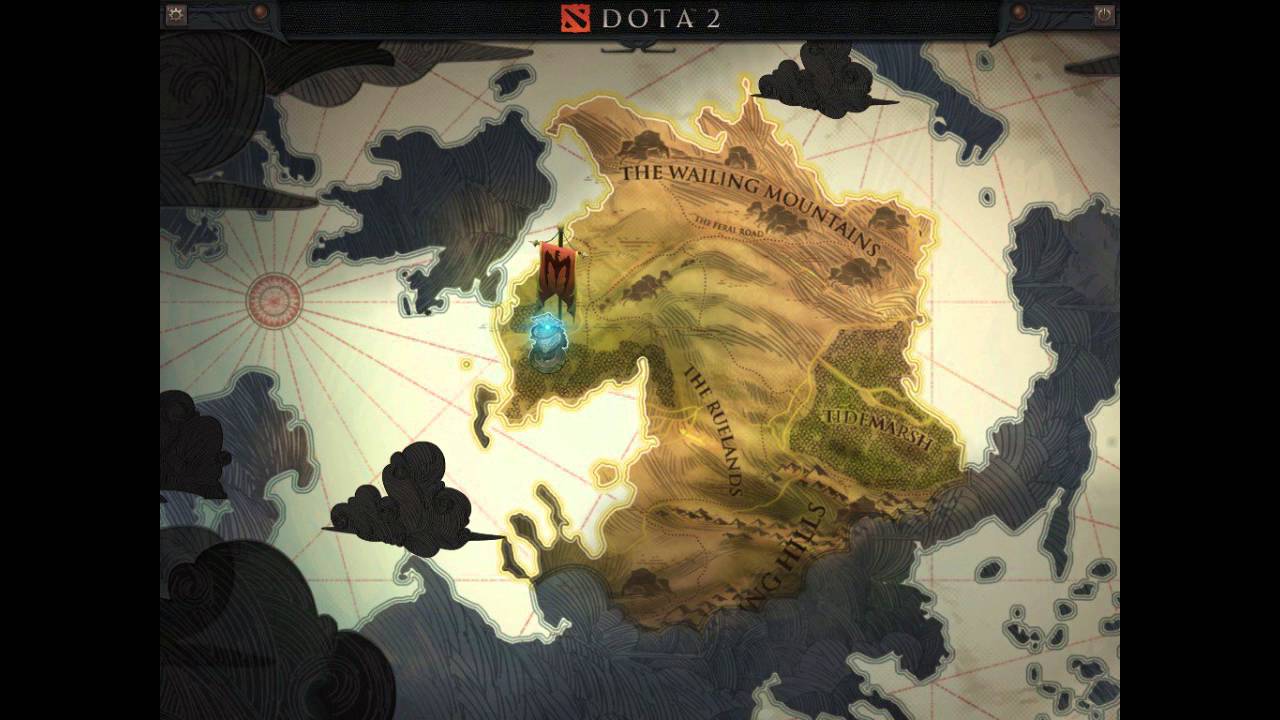 DOTA 2
THE WAILING MOUNTAINS
THE FERAL ROAD
THE RUELANDS
TIDEMARSH
NG HILLS